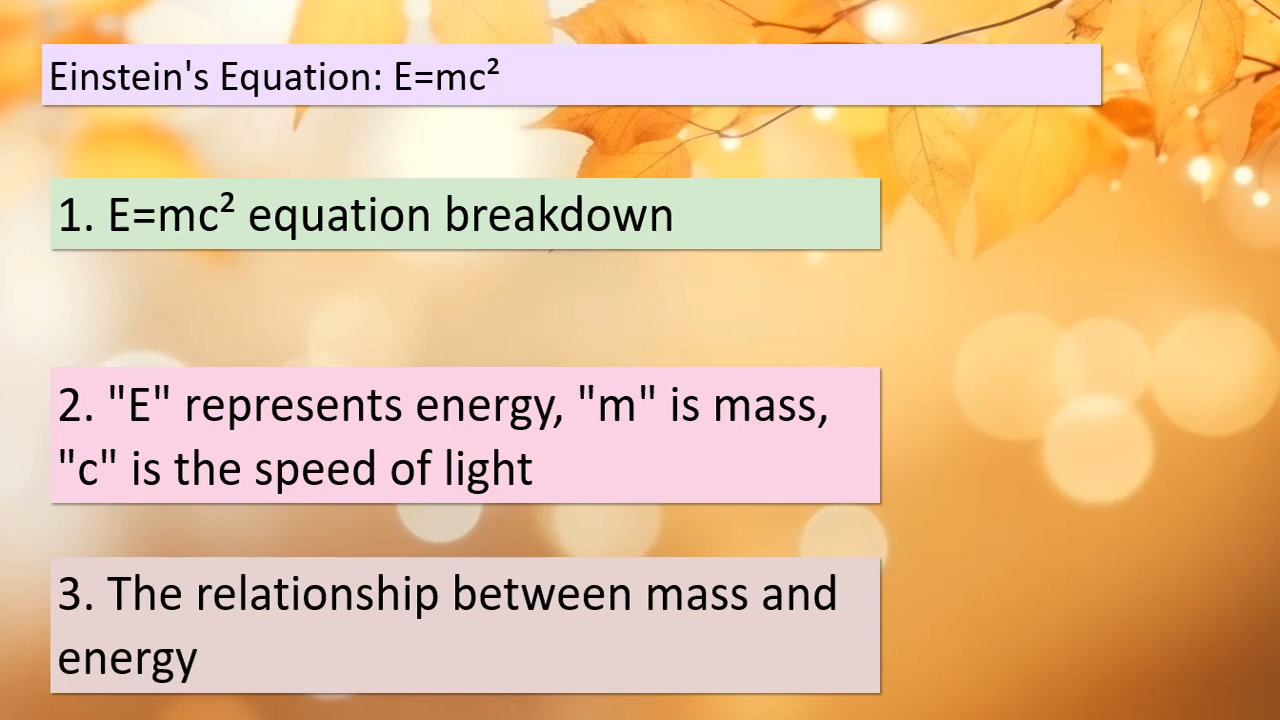 Einstein's Equation: E=mc²
1. E=mc² equation breakdown
2. "E" represents energy, "m" is mass,
"c" is the speed of light
3. The relationship between mass and
energy